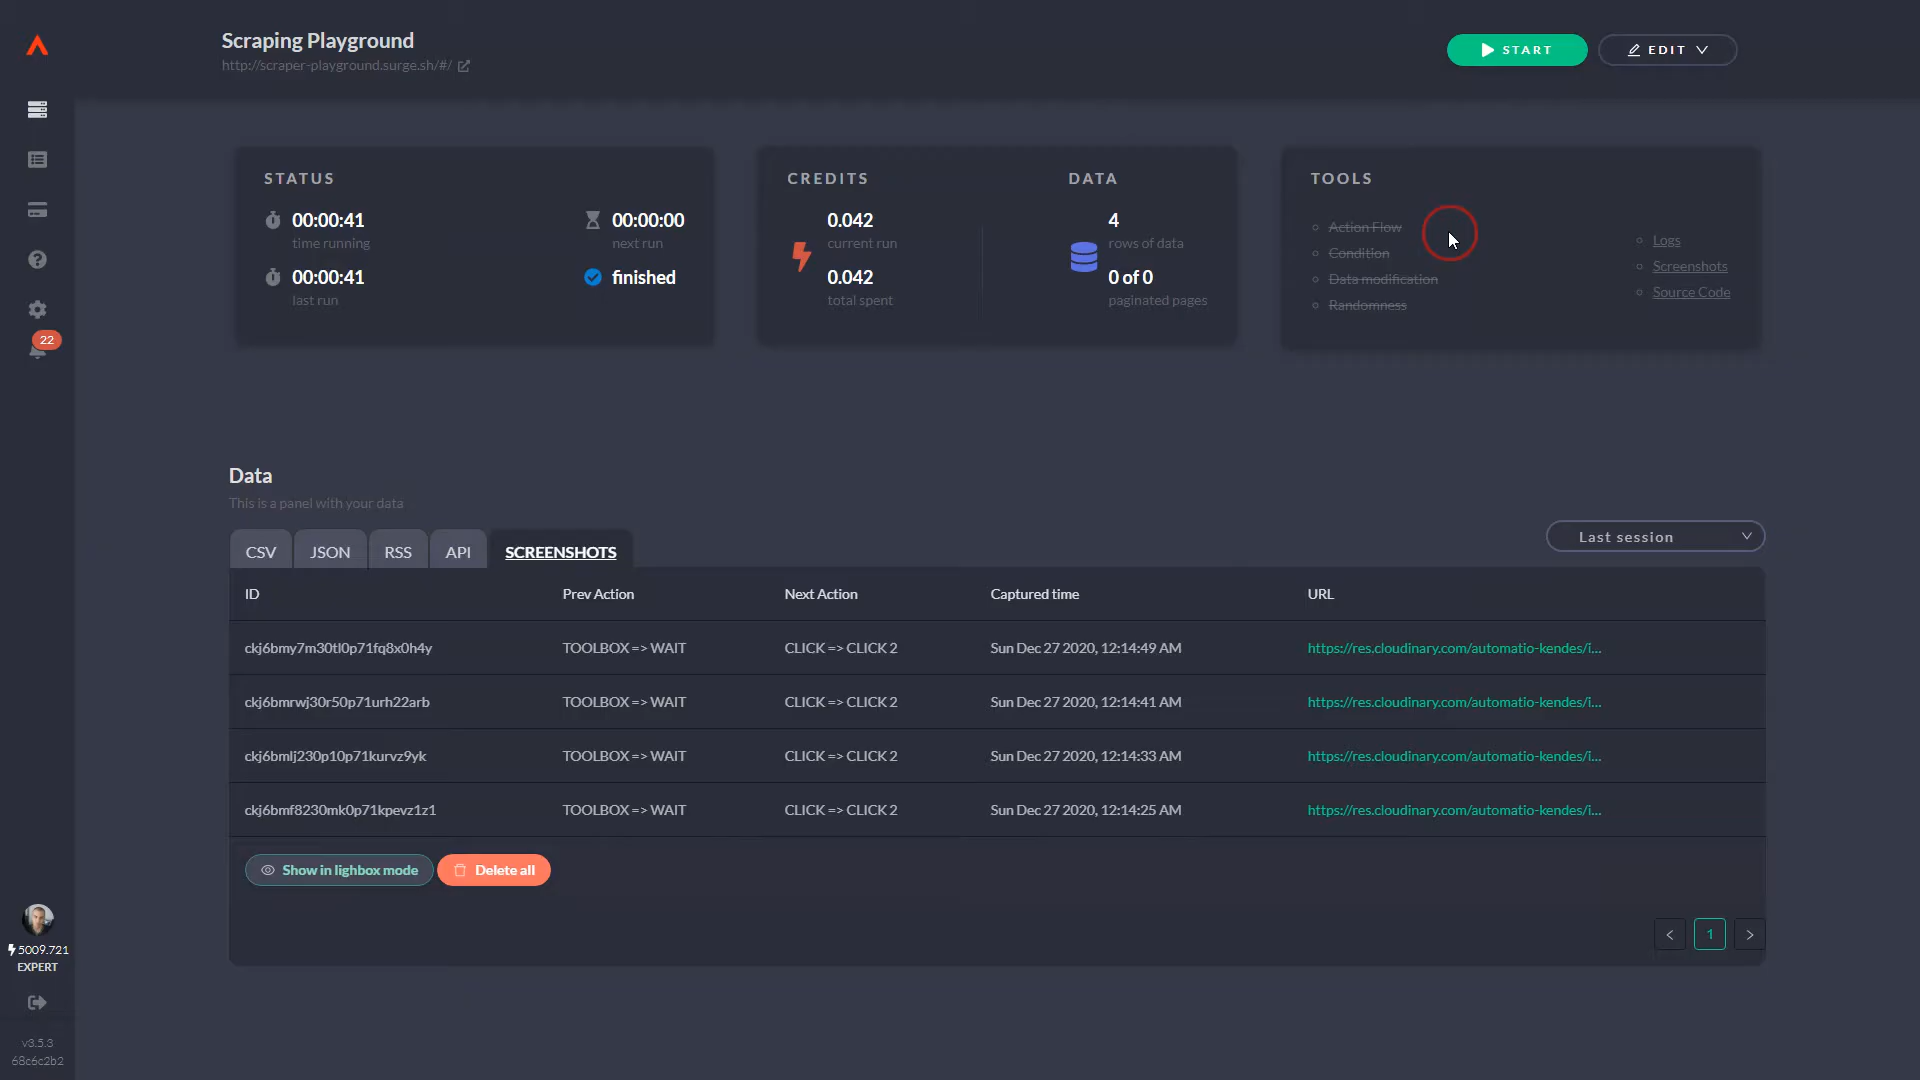 Scraping Playground
http://scraper-playground.surge.sh/#/
START
EDIT
22
STATUS
00:00:41
time running
00:00:00
next run
00:00:41
last run
finished
CREDITS
0.042
current run
0.042
total spent
DATA
4
rows of data
0 of 0
paginated pages
TOOLS
Action Flow
Condition
Data modification
Randomness
Logs
Screenshots
Source Code
Data
This is a panel with your data
CSV JSON RSS API SCREENSHOTS
Last session
ID Prev Action Next Action Captured time URL
ckj6bmy7m30tl0p71fq8x0h4y TOOLBOX => WAIT CLICK => CLICK 2 Sun Dec 27 2020, 12:14:49 AM https://res.cloudinary.com/automatio-kendes/i...
ckj6bmrwj30r50p71urh22arb TOOLBOX => WAIT CLICK => CLICK 2 Sun Dec 27 2020, 12:14:41 AM https://res.cloudinary.com/automatio-kendes/i...
ckj6bmlj230p10p71kurvz9yk TOOLBOX => WAIT CLICK => CLICK 2 Sun Dec 27 2020, 12:14:33 AM https://res.cloudinary.com/automatio-kendes/i...
ckj6bmf8230mk0p71kpevz1z1 TOOLBOX => WAIT CLICK => CLICK 2 Sun Dec 27 2020, 12:14:25 AM https://res.cloudinary.com/automatio-kendes/i...
Show in lighbox mode Delete all
< 1 >
5009.721
EXPERT
v3.5.3
68c6c2b2